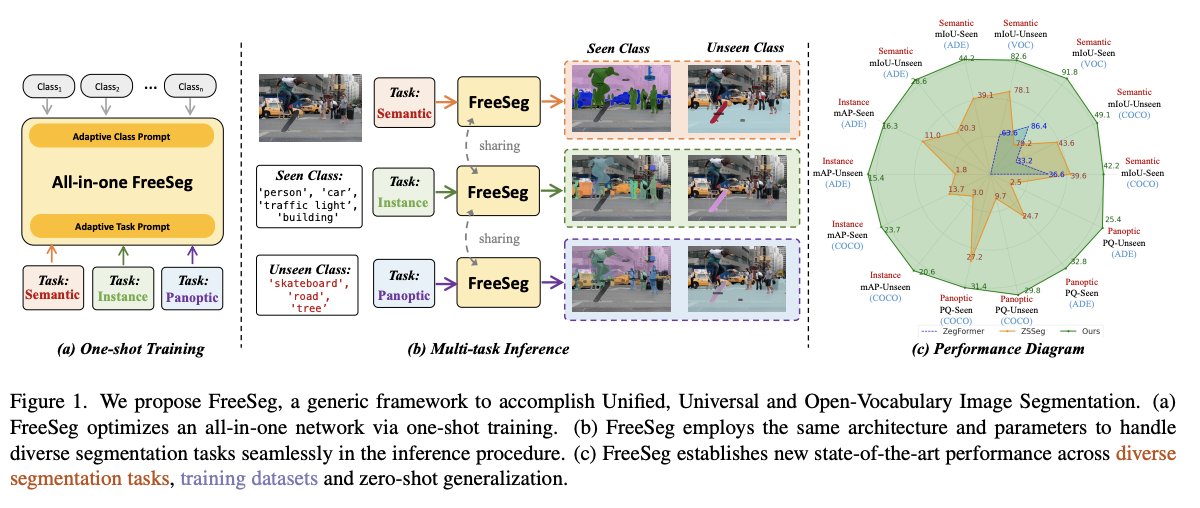 Class1
Class2
...
Classn
Adaptive Class Prompt
All-in-one FreeSeg
Adaptive Task Prompt
Task:
Semantic
Task:
Instance
Task:
Panoptic
(a) One-shot Training
Seen Class:
'person', 'car',
'traffic light',
'building'
Unseen Class:
'skateboard',
'road',
'tree'
Task:
Semantic
Task:
Instance
Task:
Panoptic
FreeSeg
sharing
FreeSeg
sharing
FreeSeg
Seen Class
Unseen Class
(b) Multi-task Inference
Semantic
mIoU-Seen
(ADE)
44.2
Semantic
mIoU-Unseen
(VOC)
82.6
Semantic
mIoU-Seen
(VOC)
91.8
Semantic
mIoU-Unseen
(COCO)
49.1
Semantic
mIoU-Seen
(COCO)
42.2
Panoptic
PQ-Unseen
(ADE)
25.4
Panoptic
PQ-Seen
(ADE)
32.8
Panoptic
PQ-Unseen
(COCO)
29.8
Panoptic
PQ-Seen
(COCO)
31.4
Instance
mAP-Unseen
(COCO)
20.6
Instance
mAP-Seen
(COCO)
23.7
Instance
mAP-Unseen
(ADE)
15.4
Instance
mAP-Seen
(ADE)
16.3
Semantic
mIoU-Unseen
(ADE)
28.6
39.1
78.1
20.3
11.0
63.6
86.4
79.2
43.6
33.2
36.6
39.6
1.8
13.7
3.0
9.7
2.5
24.7
27.2
ZegFormer
ZSSeg
Ours
(c) Performance Diagram
Figure 1. We propose FreeSeg, a generic framework to accomplish Unified, Universal and Open-Vocabulary Image Segmentation. (a)
FreeSeg optimizes an all-in-one network via one-shot training. (b) FreeSeg employs the same architecture and parameters to handle
diverse segmentation tasks seamlessly in the inference procedure. (c) FreeSeg establishes new state-of-the-art performance across diverse
segmentation tasks, training datasets and zero-shot generalization.